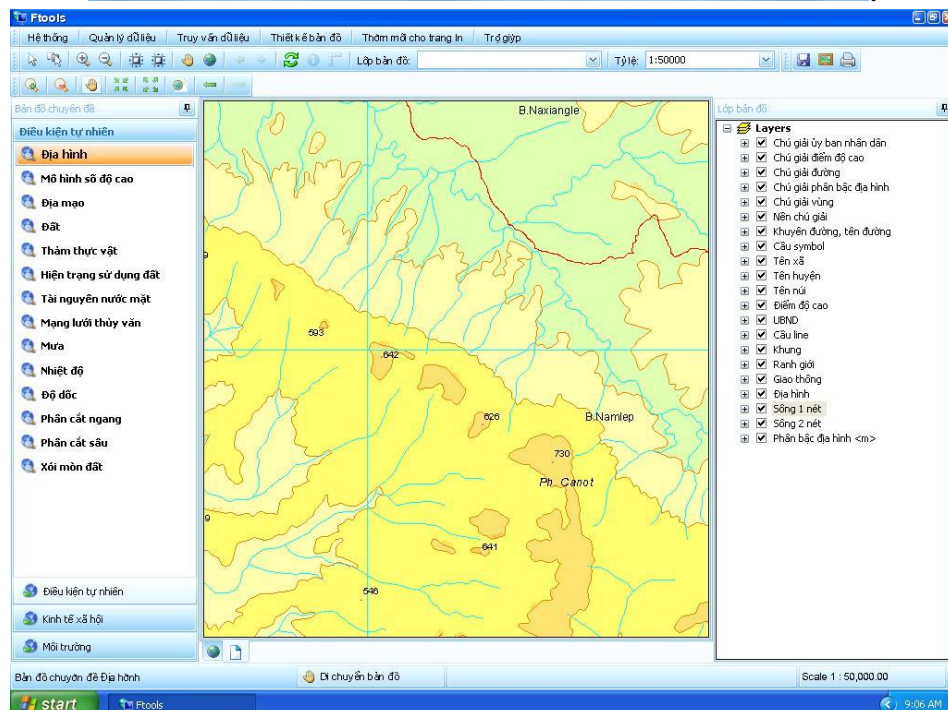 Ftools
Hệ thống Quản lý dữ liệu Truy vấn dữ liệu Thiết kế bản đồ Thờm mới cho trang In Trợ giỳp
Lớp bản đồ: Tỷ lệ: 1:50000
Bản đồ chuyên đề
Điều kiện tự nhiên
Địa hình
Mô hình số độ cao
Địa mạo
Đất
Thảm thực vật
Hiện trạng sử dụng đất
Tài nguyên nước mặt
Mạng lưới thủy văn
Mưa
Nhiệt độ
Độ dốc
Phân cắt ngang
Phân cắt sâu
Xói mòn đất
Điều kiện tự nhiên
Kinh tế xã hội
Môi trường
B.Naxiangle
593
642
626
B.Namlep
730
Ph. Canot
641
546
9
9
Lớp bản đồ
Layers
Chú giải ủy ban nhân dân
Chú giải điểm độ cao
Chú giải đường
Chú giải phân bậc địa hình
Chú giải vùng
Nền chú giải
Khuyên đường, tên đường
Cầu symbol
Tên xã
Tên huyện
Tên núi
Điểm độ cao
UBND
Cầu line
Khung
Ranh giới
Giao thông
Địa hình
Sông 1 nét
Sông 2 nét
Phân bậc địa hình <m>
Bản đồ chuyờn đề Địa hỡnh Di chuyển bản đồ Scale 1 : 50,000.00
start Ftools 9:06 AM